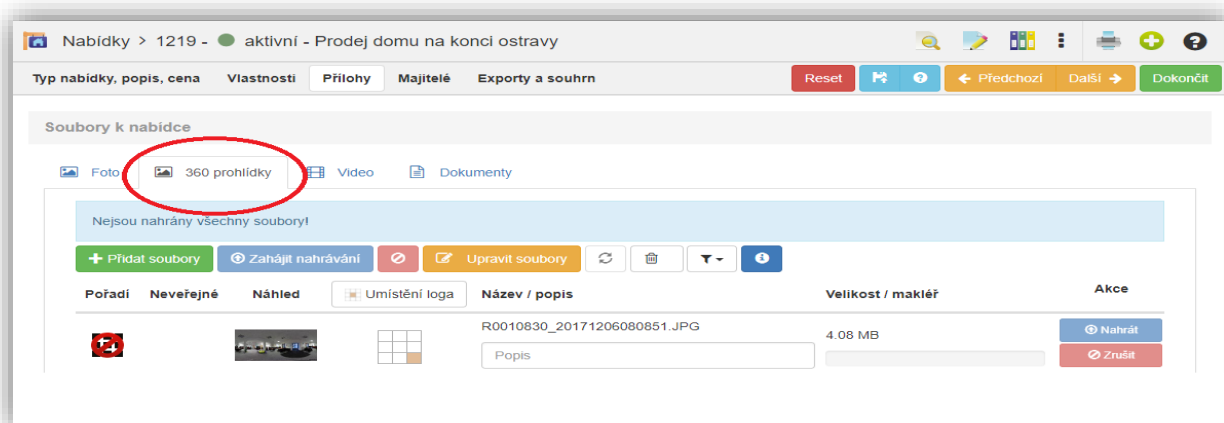 Nabídky > 1219 - aktivní - Prodej domu na konci ostravy
Typ nabídky, popis, cena Vlastnosti Přílohy Majitelé Exporty a souhrn Reset Předchozí Další Dokončit
Soubory k nabídce
Foto 360 prohlídky Video Dokumenty
Nejsou nahrány všechny soubory!
Přidat soubory Zahájit nahrávání Upravit soubory
Pořadí Neveřejné Náhled Umístění loga Název / popis Velikost / makléř Akce
R0010830_20171206080851.JPG 4.08 MB Nahrát
Popis Zrušit